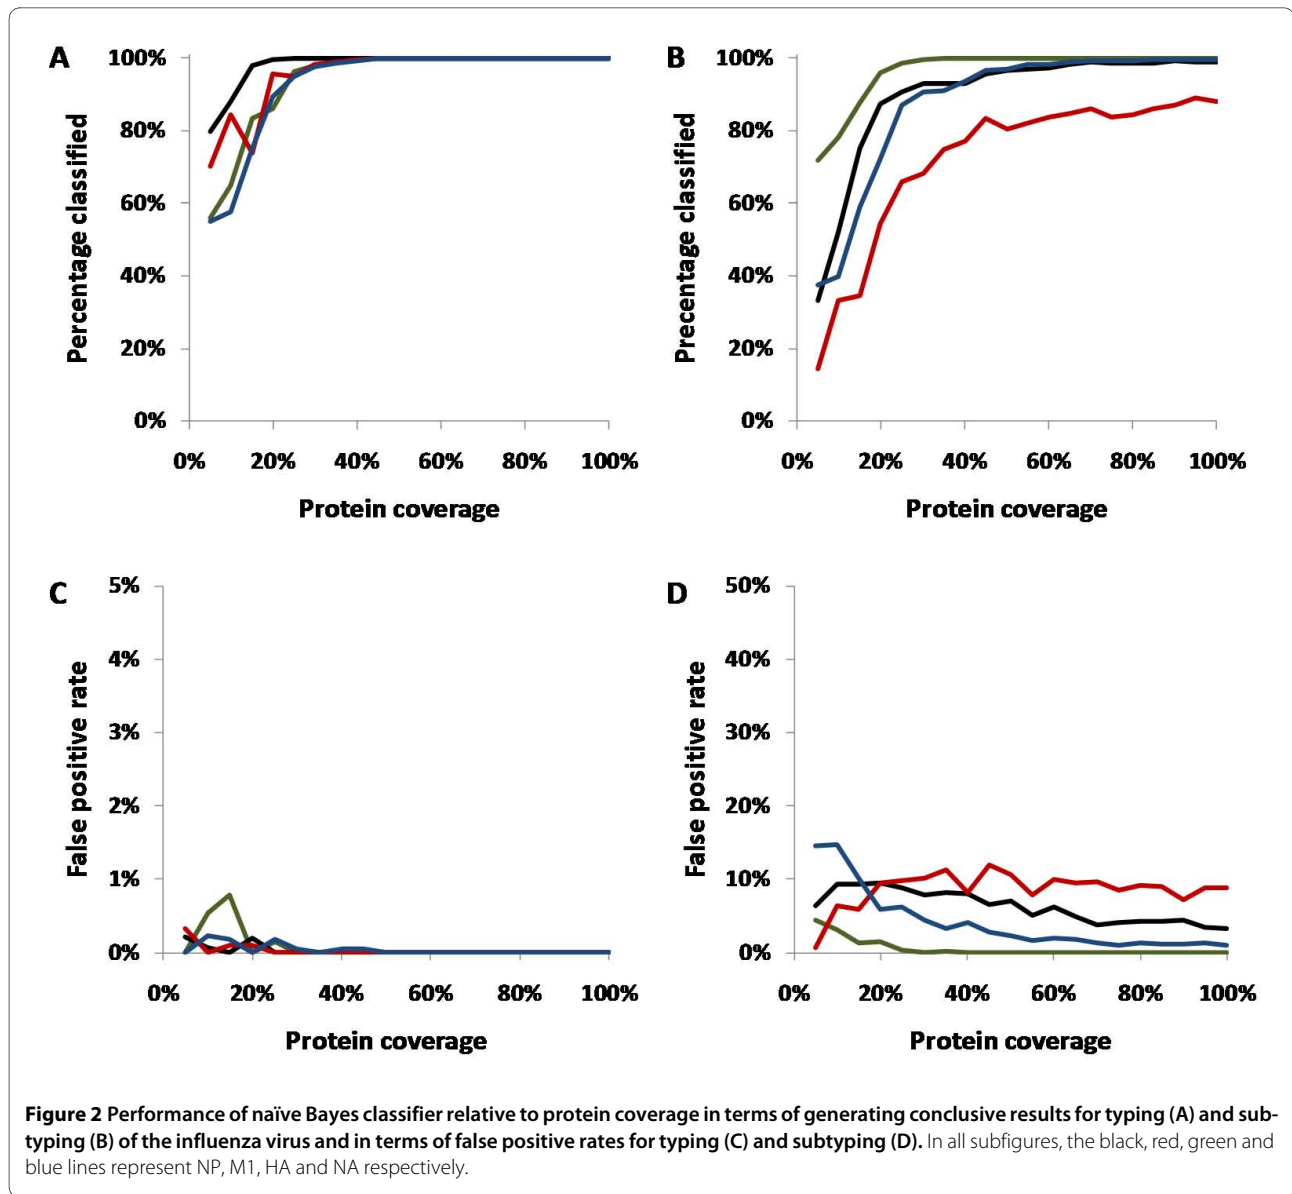 A
100%
80%
60%
40%
20%
0%
Percentage classified
0% 20% 40% 60% 80% 100%
Protein coverage
B
100%
80%
60%
40%
20%
0%
Precentage classified
0% 20% 40% 60% 80% 100%
Protein coverage
C
5%
4%
3%
2%
1%
0%
False positive rate
0% 20% 40% 60% 80% 100%
Protein coverage
D
50%
40%
30%
20%
10%
0%
False positive rate
0% 20% 40% 60% 80% 100%
Protein coverage
Figure 2 Performance of naïve Bayes classifier relative to protein coverage in terms of generating conclusive results for typing (A) and sub-
typing (B) of the influenza virus and in terms of false positive rates for typing (C) and subtyping (D). In all subfigures, the black, red, green and
blue lines represent NP, M1, HA and NA respectively.